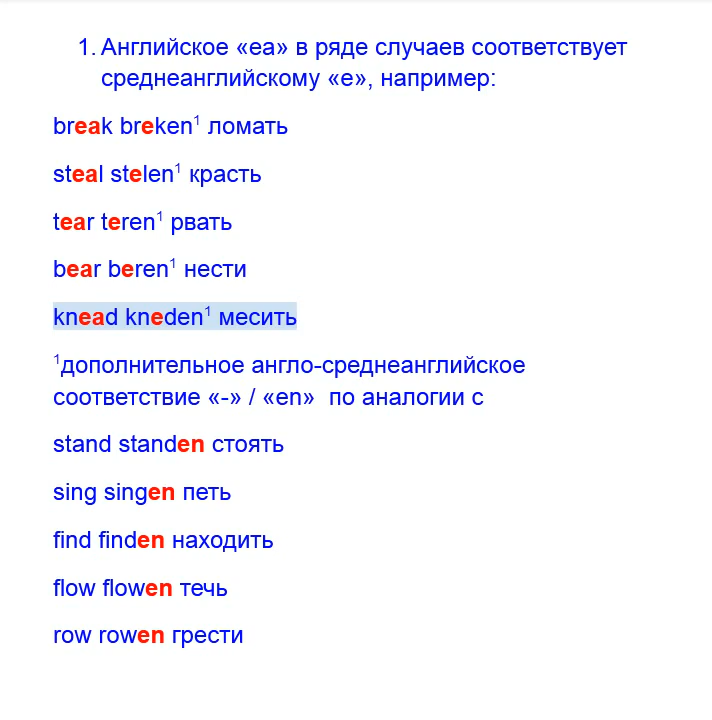 1. Английское «ea» в ряде случаев соответствует
среднеанглийскому «e», например:
break breken¹ ломать
steal stelen¹ красть
tear teren¹ рвать
bear beren¹ нести
knead kneden¹ месить
¹дополнительное англо-среднеанглийское
соответствие «-» / «en»  по аналогии с
stand standen стоять
sing singen петь
find finden находить
flow flowen течь
row rowen грести